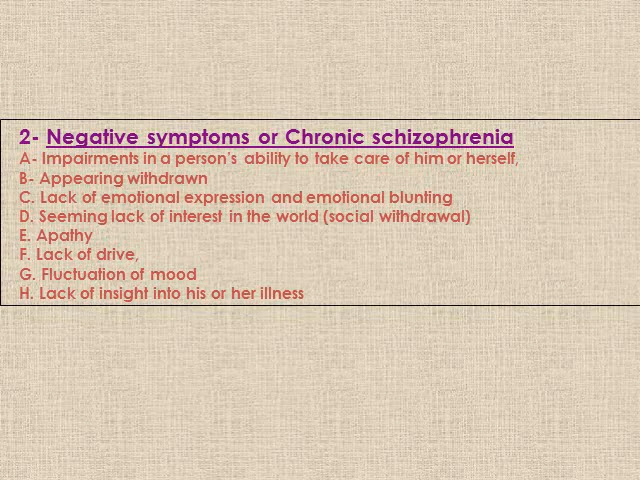 2- Negative symptoms or Chronic schizophrenia
A- Impairments in a person's ability to take care of him or herself,
B- Appearing withdrawn
C. Lack of emotional expression and emotional blunting
D. Seeming lack of interest in the world (social withdrawal)
E. Apathy
F. Lack of drive,
G. Fluctuation of mood
H. Lack of insight into his or her illness